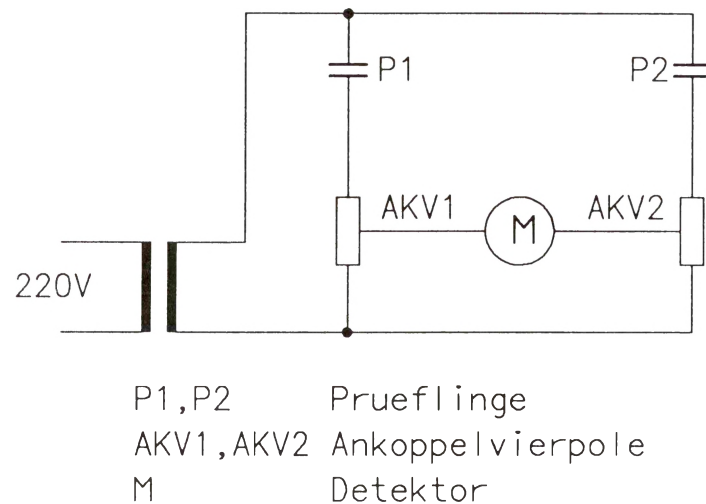 P1 P2
AKV1 M AKV2
220V
P1,P2 Prueflinge
AKV1,AKV2 Ankoppelvierpole
M Detektor